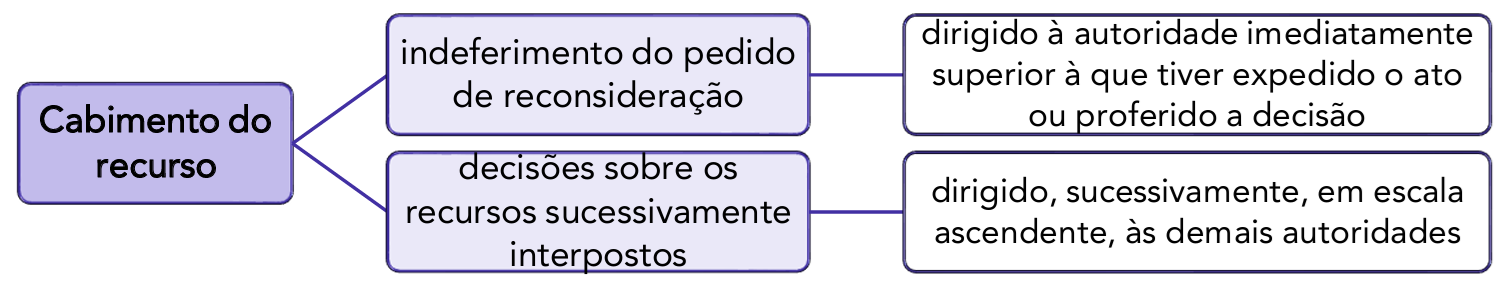 Cabimento do
recurso
indeferimento do pedido
de reconsideração
dirigido à autoridade imediatamente
superior à que tiver expedido o ato
ou proferido a decisão
decisões sobre os
recursos sucessivamente
interpostos
dirigido, sucessivamente, em escala
ascendente, às demais autoridades